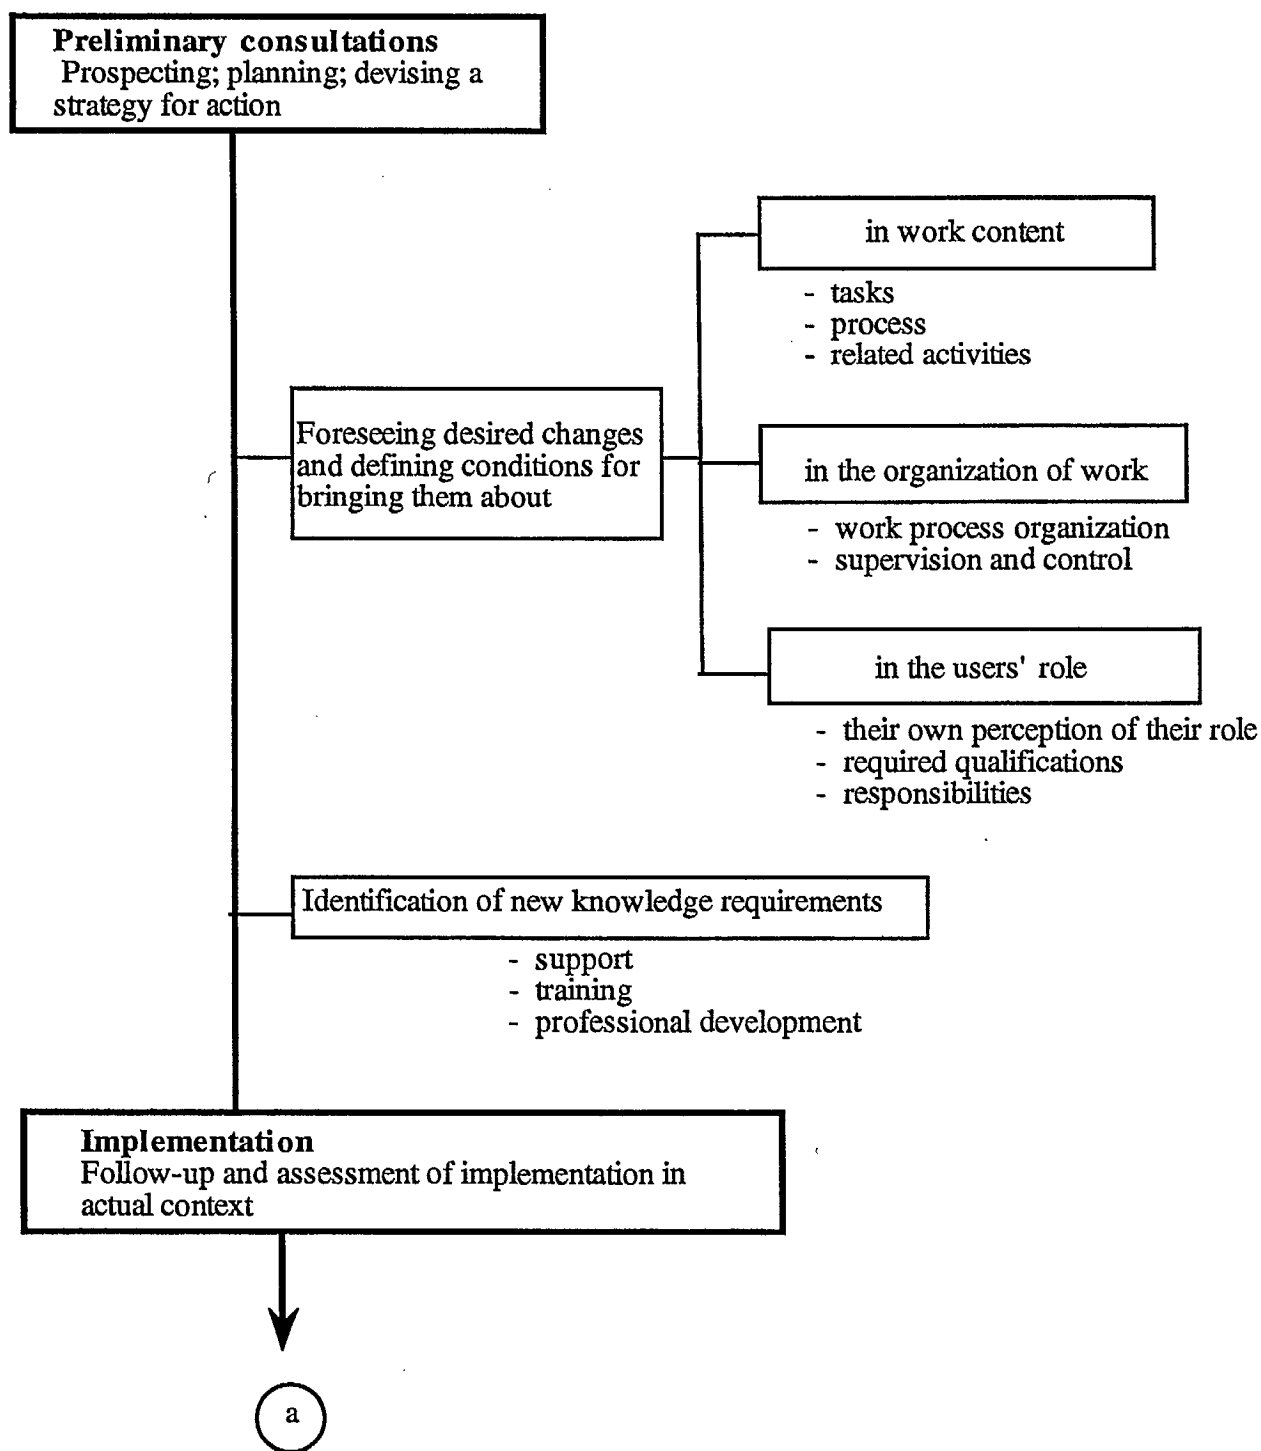 Preliminary consultations
Prospecting; planning; devising a
strategy for action
in work content
- tasks
- process
- related activities
Foreseeing desired changes
and defining conditions for
bringing them about
in the organization of work
- work process organization
- supervision and control
in the users' role
- their own perception of their role
- required qualifications
- responsibilities
Identification of new knowledge requirements
- support
- training
- professional development
Implementation
Follow-up and assessment of implementation in
actual context
a